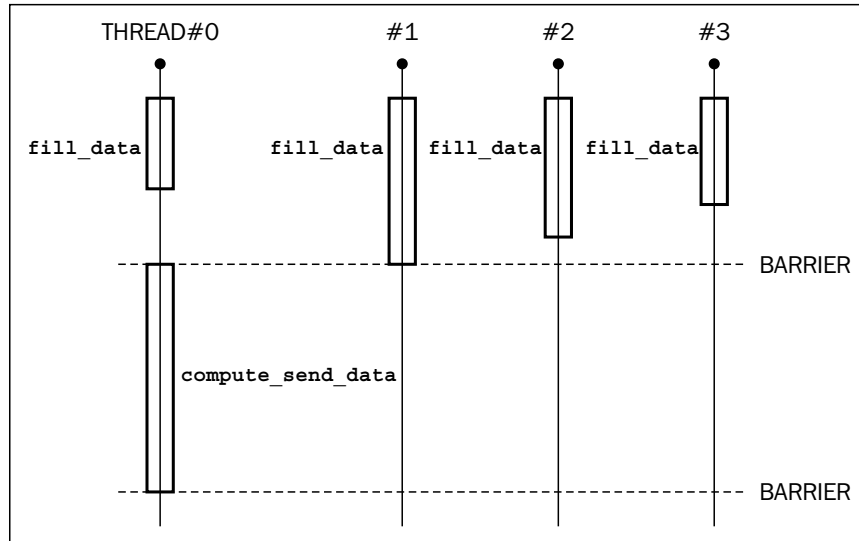 THREAD#0 #1 #2 #3
fill_data fill_data fill_data fill_data
BARRIER
compute_send_data
BARRIER